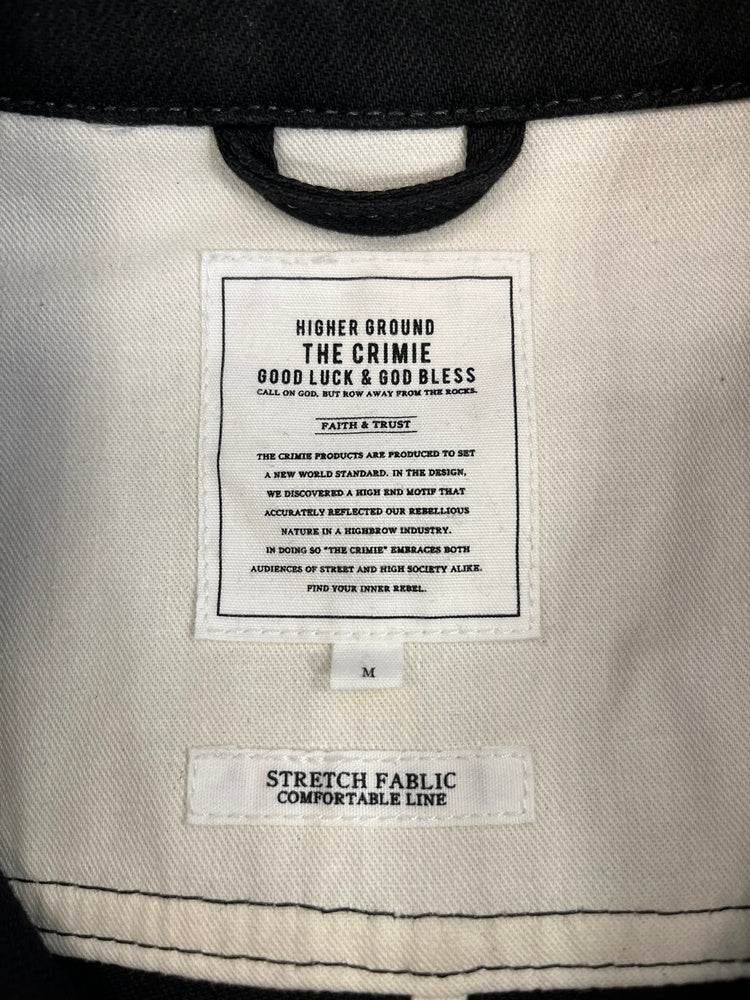 HIGHER GROUND
THE CRIMIE
GOOD LUCK & GOD BLESS
CALL ON GOD, BUT ROW AWAY FROM THE ROCKS.
FAITH & TRUST
THE CRIMIE PRODUCTS ARE PRODUCED TO SET
A NEW WORLD STANDARD. IN THE DESIGN,
WE DISCOVERED A HIGH END MOTIF THAT
ACCURATELY REFLECTED OUR REBELLIOUS
NATURE IN A HIGHBROW INDUSTRY.
IN DOING SO "THE CRIMIE" EMBRACES BOTH
AUDIENCES OF STREET AND HIGH SOCIETY ALIKE.
FIND YOUR INNER REBEL.
M
STRETCH FABLIC
COMFORTABLE LINE